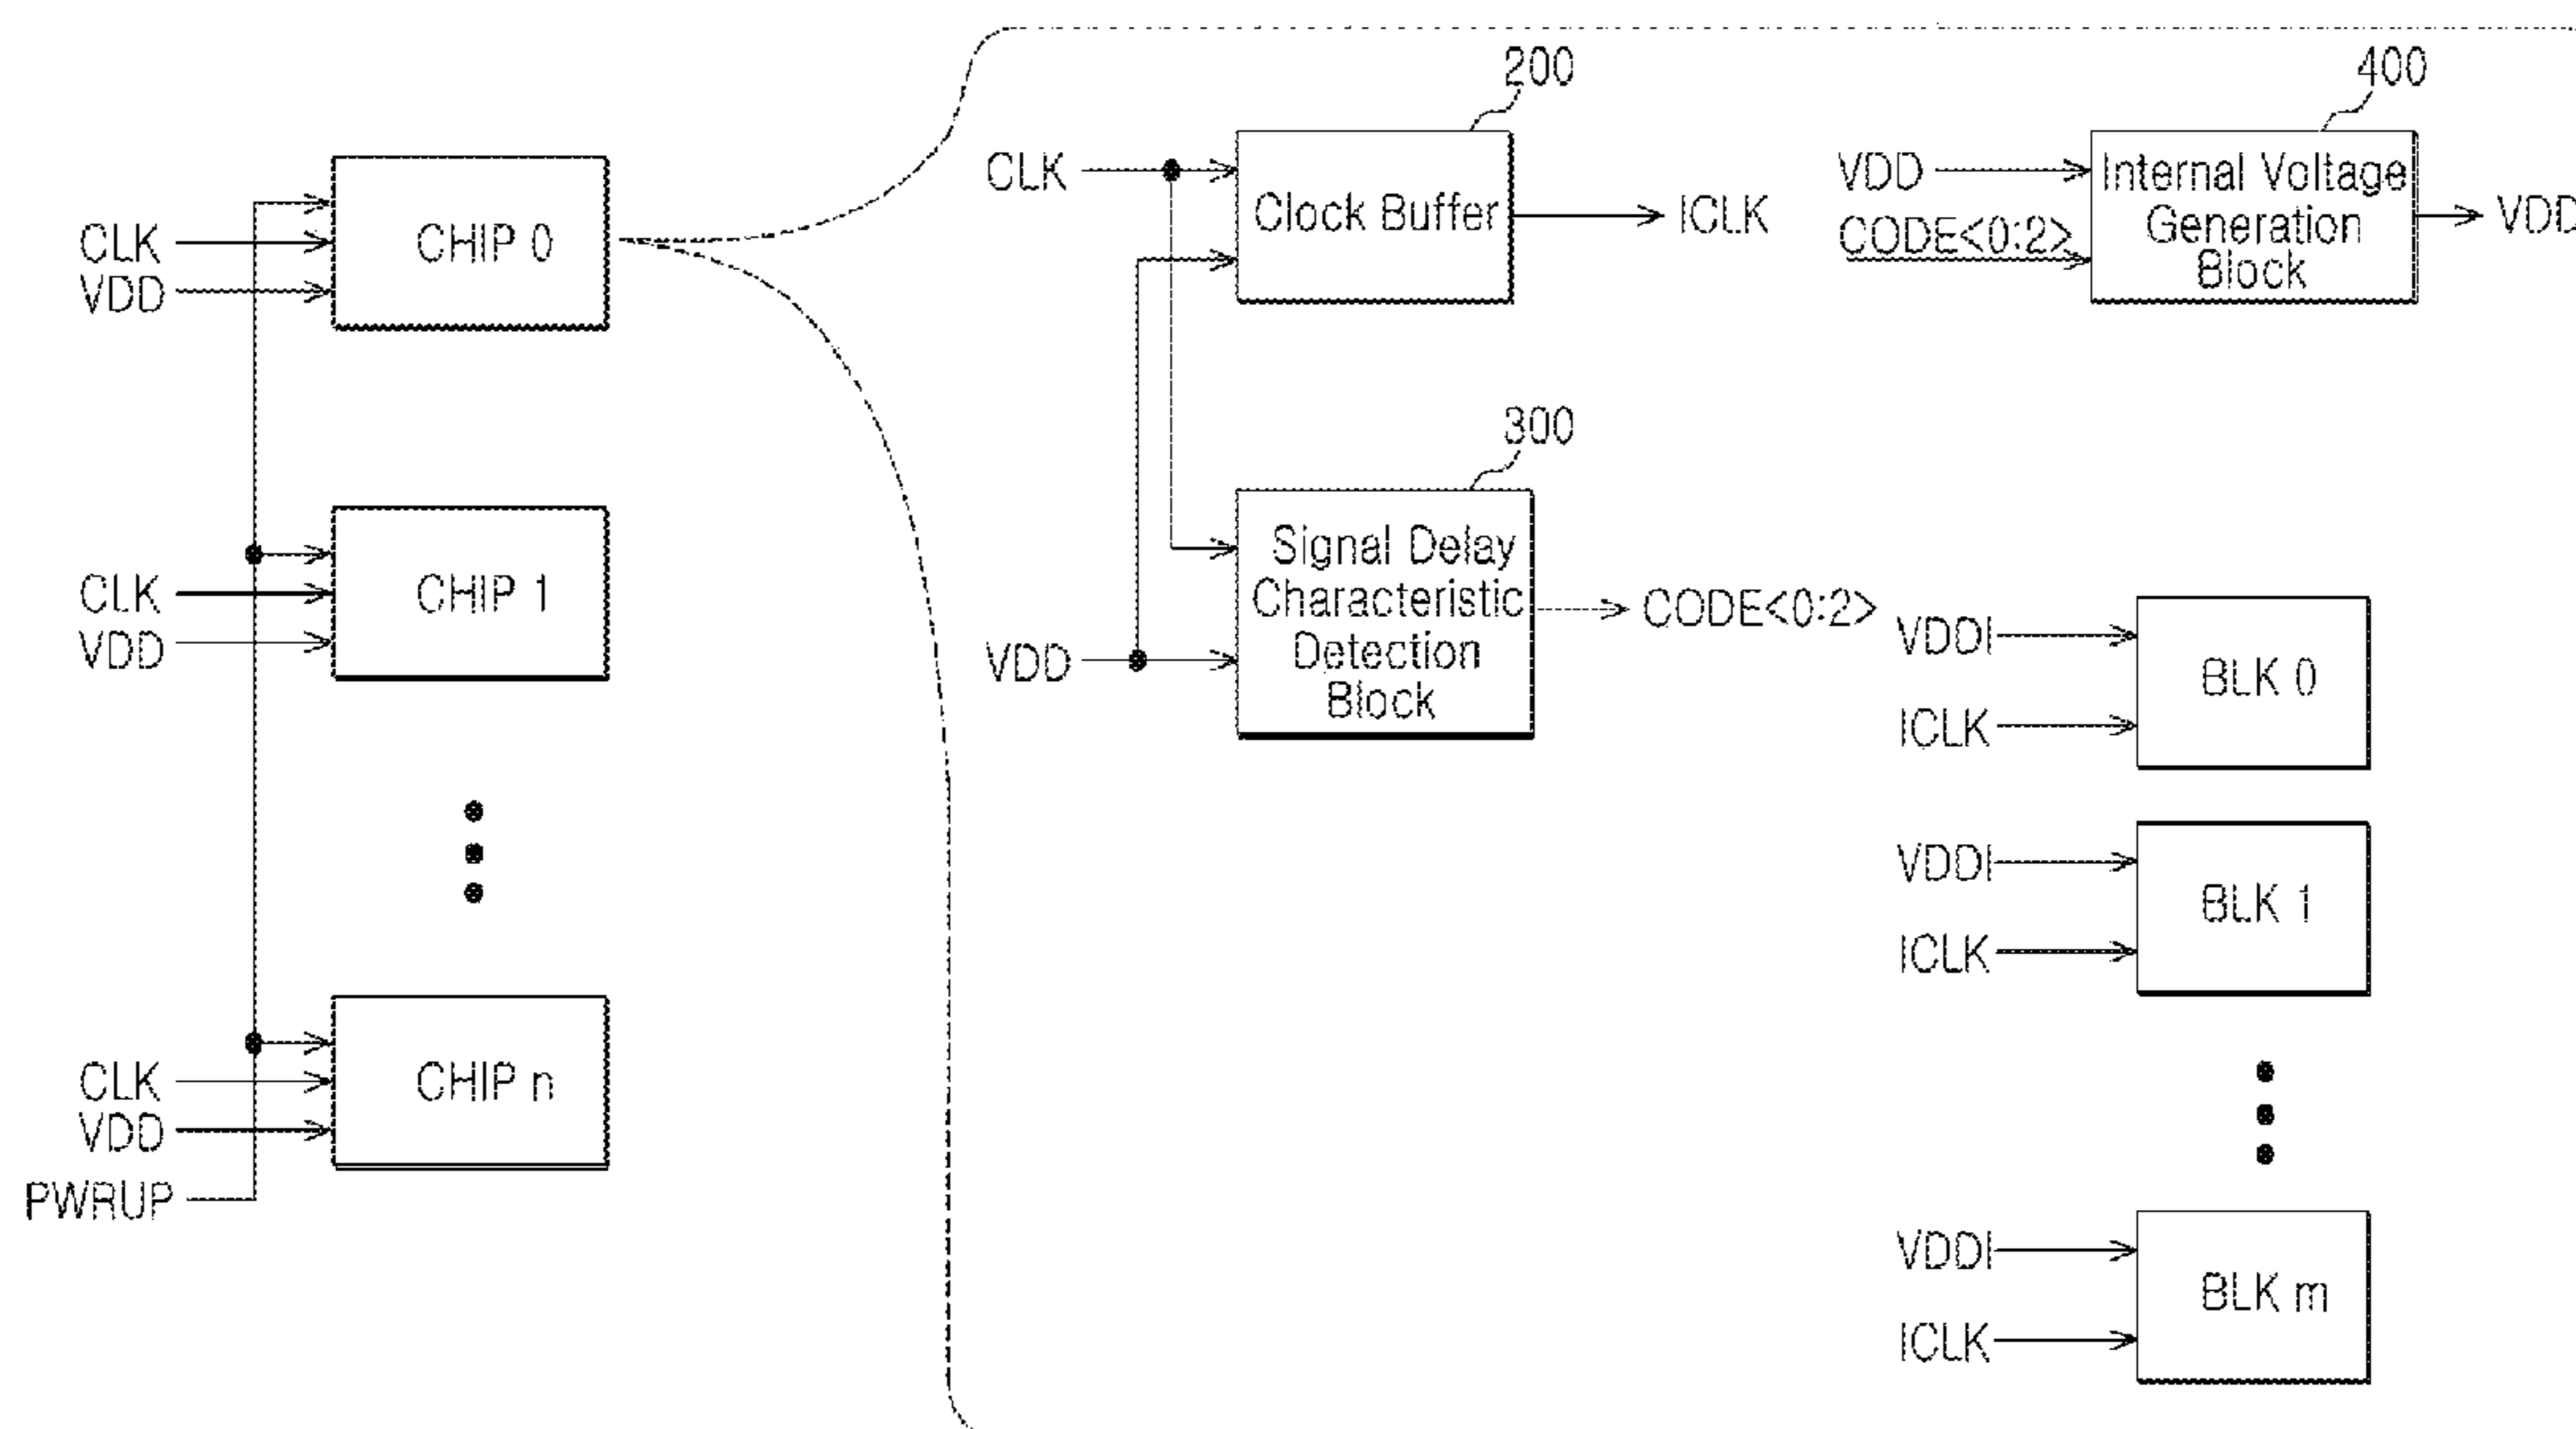 CLK
VDD
CHIP 0
CLK
VDD
CHIP 1
CLK
VDD
CHIP n
PWRUP
200
CLK
Clock Buffer
ICLK
300
VDD
Signal Delay
Characteristic
Detection
Block
CODE<0:2>
400
VDD
CODE<0:2>
Internal Voltage
Generation
Block
VDD
VDDI
ICLK
BLK 0
VDDI
ICLK
BLK 1
VDDI
ICLK
BLK m